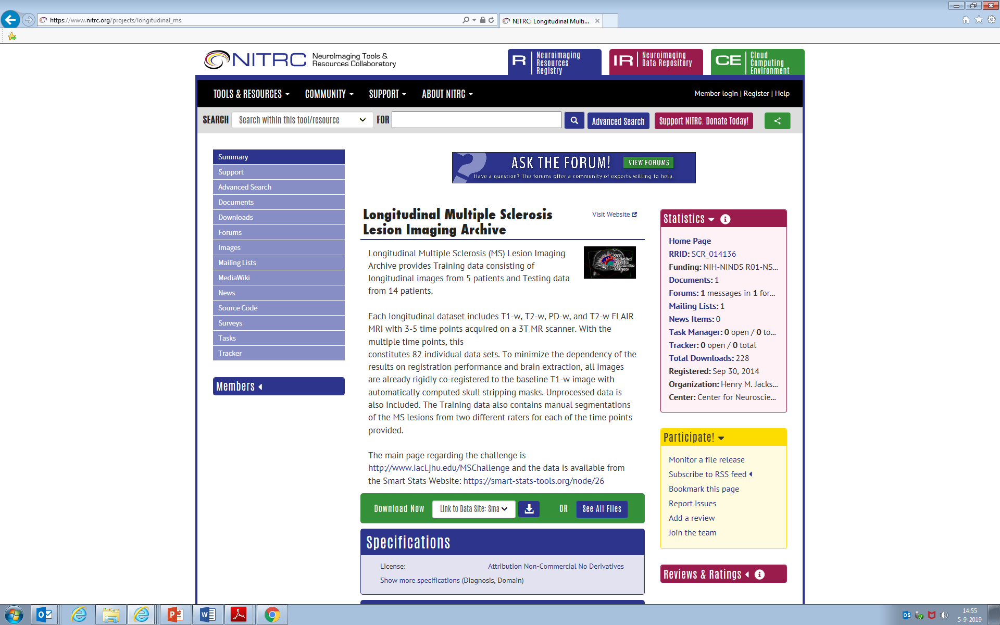 https://www.nitrc.org/projects/longitudinal_ms
NITRC: Longitudinal Multi...
NITRC
NeuroImaging Tools &
Resources Collaboratory
R
Neuroimaging
Resources
Registry
IR
Neuroimaging
Data Repository
CE
Cloud
Computing
Environment
TOOLS & RESOURCES
COMMUNITY
SUPPORT
ABOUT NITRC
Member login | Register | Help
SEARCH
Search within this tool/resource
FOR
Advanced Search
Support NITRC. Donate Today!
Summary
Support
Advanced Search
Documents
Downloads
Forums
Images
Mailing Lists
MediaWiki
News
Source Code
Surveys
Tasks
Tracker
Members
ASK THE FORUM!
VIEW FORUMS
Have a question? The forums offer a community of experts willing to help.
Longitudinal Multiple Sclerosis
Lesion Imaging Archive
Visit Website
Longitudinal Multiple Sclerosis (MS) Lesion Imaging
Archive provides Training data consisting of
longitudinal images from 5 patients and Testing data
from 14 patients.
2015
Longitudinal
MS Lesion
Segmentation
Challenge
Each longitudinal dataset includes T1-w, T2-w, PD-w, and T2-w FLAIR
MRI with 3-5 time points acquired on a 3T MR scanner. With the
multiple time points, this
constitutes 82 individual data sets. To minimize the dependency of the
results on registration performance and brain extraction, all images
are already rigidly co-registered to the baseline T1-w image with
automatically computed skull stripping masks. Unprocessed data is
also included. The Training data also contains manual segmentations
of the MS lesions from two different raters for each of the time points
provided.
The main page regarding the challenge is
http://www.iacl.jhu.edu/MSChallenge and the data is available from
the Smart Stats Website: https://smart-stats-tools.org/node/26
Download Now
Link to Data Site: Sma
OR
See All Files
Specifications
License:
Attribution Non-Commercial No Derivatives
Show more specifications (Diagnosis, Domain)
Statistics
Home Page
RRID: SCR_014136
Funding: NIH-NINDS R01-NS...
Documents: 1
Forums: 1 messages in 1 for...
Mailing Lists: 1
News Items: 0
Task Manager: 0 open / 0 to...
Tracker: 0 open / 0 total
Total Downloads: 228
Registered: Sep 30, 2014
Organization: Henry M. Jacks...
Center: Center for Neuroscie...
Participate!
Monitor a file release
Subscribe to RSS feed
Bookmark this page
Report issues
Add a review
Join the team
Reviews & Ratings
14:55
5-9-2019